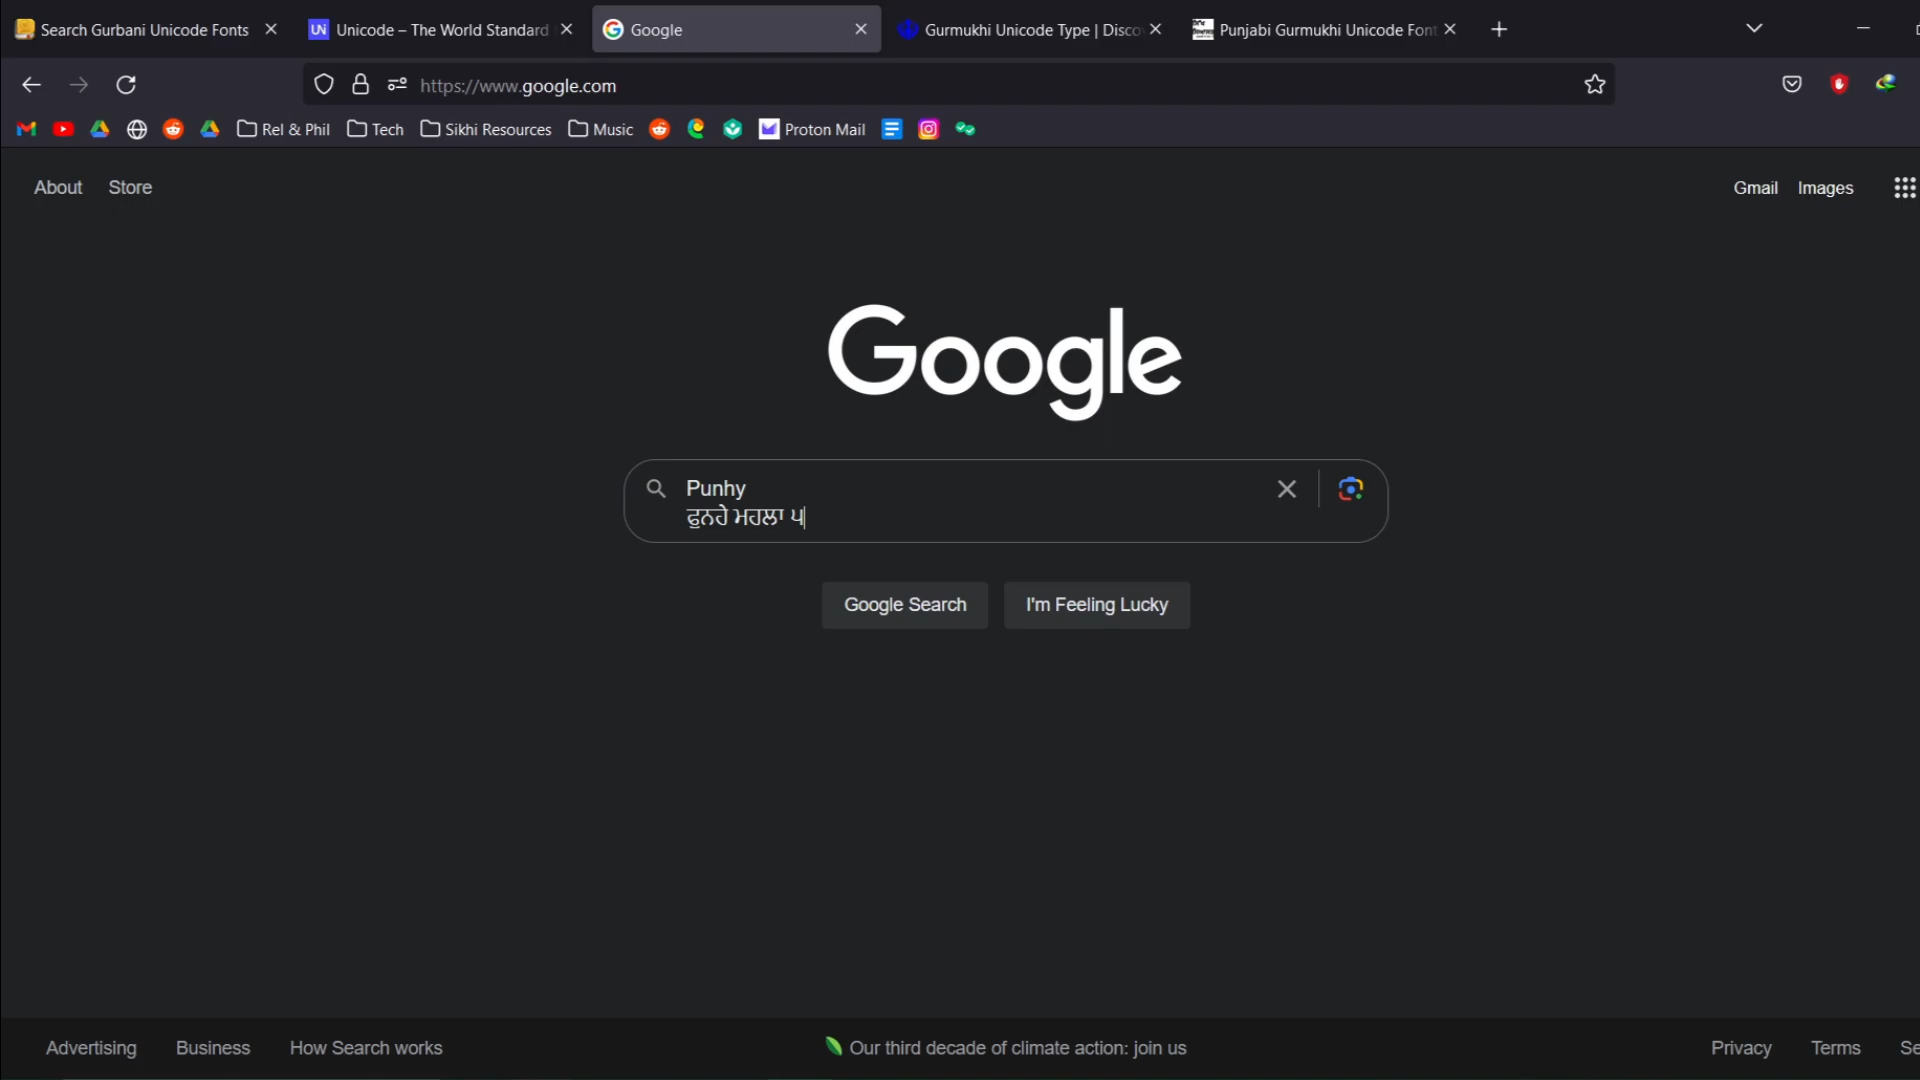 Search Gurbani Unicode Fonts
Unicode – The World Standard
Google
Gurmukhi Unicode Type | Disco
Punjabi Gurmukhi Unicode Font
https://www.google.com
Rel & Phil
Tech
Sikhi Resources
Music
Proton Mail
About
Store
Gmail
Images
Google
Punhy
ਫੁਨਹੇ ਮਹਲਾ ੫
Google Search
I'm Feeling Lucky
Advertising
Business
How Search works
Our third decade of climate action: join us
Privacy
Terms
Se